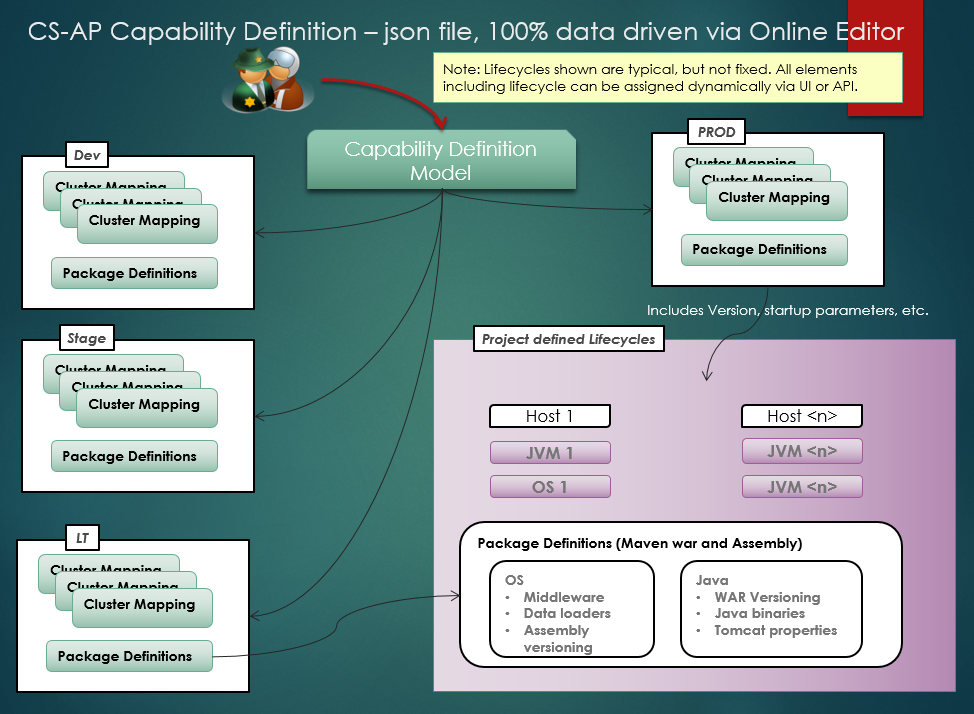 CS-AP Capability Definition – json file, 100% data driven via Online Editor
Note: Lifecycles shown are typical, but not fixed. All elements
including lifecycle can be assigned dynamically via UI or API.
Capability Definition
Model
Dev
Cluster Mapping
Cluster Mapping
Cluster Mapping
Package Definitions
PROD
Cluster Mapping
Cluster Mapping
Cluster Mapping
Package Definitions
Includes Version, startup parameters, etc.
Stage
Cluster Mapping
Cluster Mapping
Cluster Mapping
Package Definitions
LT
Cluster Mapping
Cluster Mapping
Cluster Mapping
Package Definitions
Project defined Lifecycles
Host 1
JVM 1
OS 1
Host <n>
JVM <n>
JVM <n>
Package Definitions (Maven war and Assembly)
OS
• Middleware
• Data loaders
• Assembly
versioning
Java
• WAR Versioning
• Java binaries
• Tomcat properties